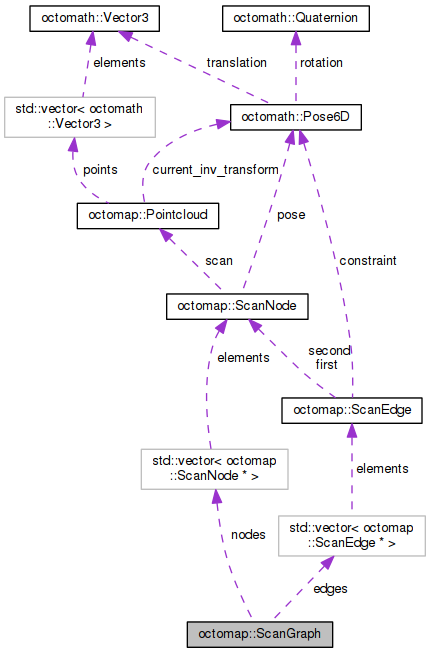 octomath::Vector3
octomath::Quaternion
elements
translation
rotation
std::vector< octomath
::Vector3 >
octomath::Pose6D
points
current_inv_transform
octomap::Pointcloud
scan
pose
constraint
octomap::ScanNode
elements
second
first
octomap::ScanEdge
std::vector< octomap
::ScanNode * >
elements
nodes
std::vector< octomap
::ScanEdge * >
edges
octomap::ScanGraph